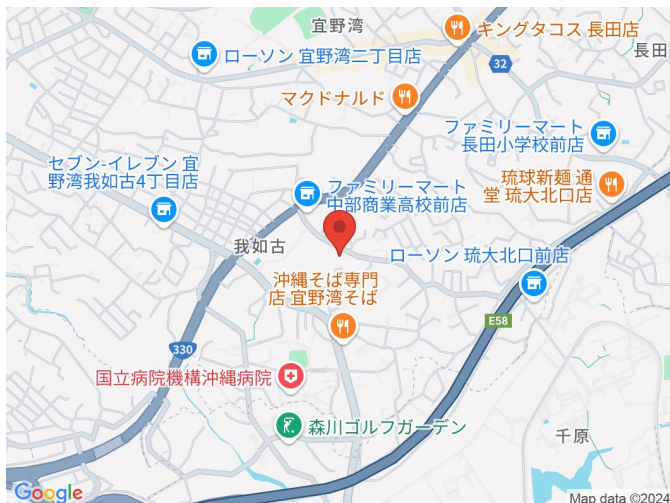 宜野湾
キングタコス 長田店
ローソン 宜野湾二丁目店
長田
32
マクドナルド
ファミリーマート
長田小学校前店
セブン-イレブン 宜
野湾我如古4丁目店
ファミリーマート
中部商業高校前店
琉球新麺 通
堂 琉大北口店
我如古
ローソン 琉大北口前店
沖縄そば専門
店 宜野湾そば
E58
330
国立病院機構沖縄病院
森川ゴルフガーデン
千原
Google
Map data ©2024